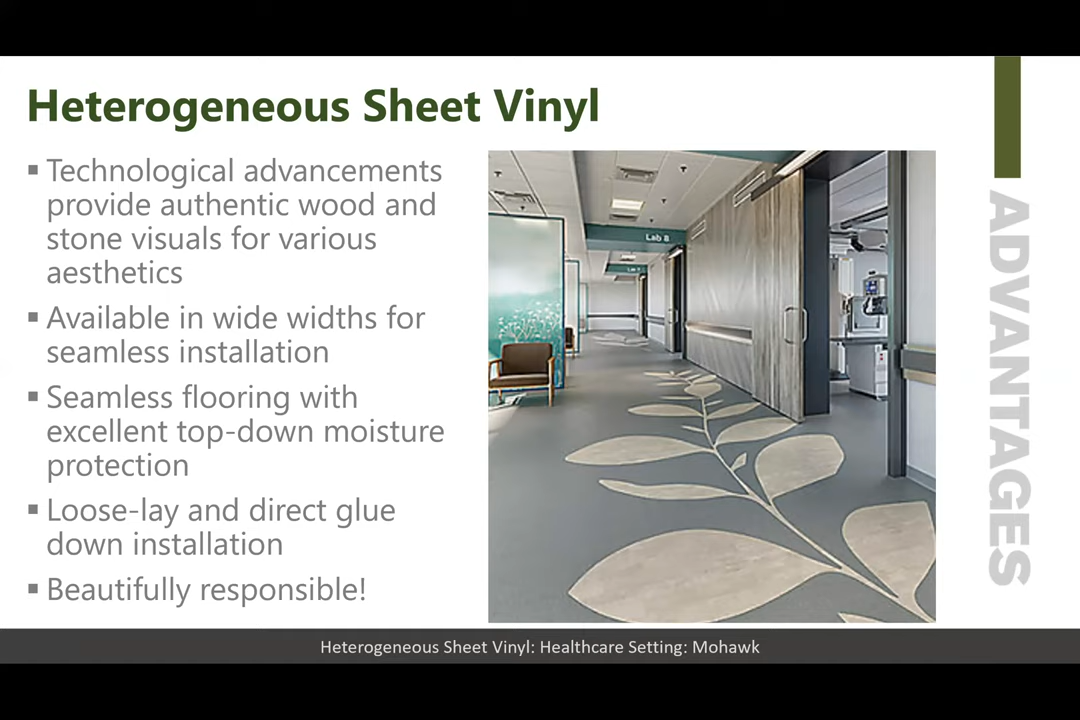 Heterogeneous Sheet Vinyl
▪ Technological advancements
provide authentic wood and
stone visuals for various
aesthetics
▪ Available in wide widths for
seamless installation
▪ Seamless flooring with
excellent top-down moisture
protection
▪ Loose-lay and direct glue
down installation
▪ Beautifully responsible!
Lab 8
ADVANTAGES
Heterogeneous Sheet Vinyl: Healthcare Setting: Mohawk